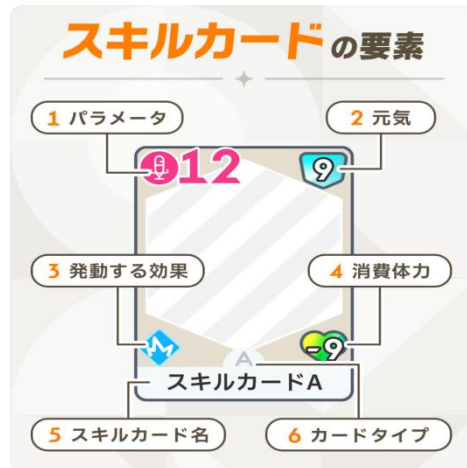 スキルカードの要素
1 パラメータ
2 元気
12
9
3 発動する効果
4 消費体力
M
-9
A
スキルカードA
5 スキルカード名
6 カードタイプ